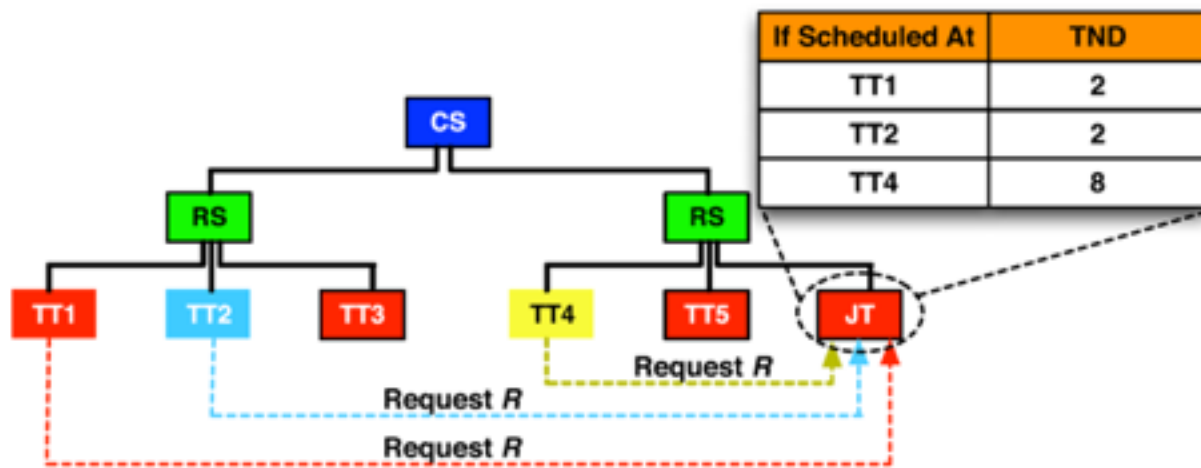 If Scheduled At TND
TT1 2
TT2 2
TT4 8
CS
RS RS
TT1 TT2 TT3 TT4 TT5 JT
Request R
Request R
Request R